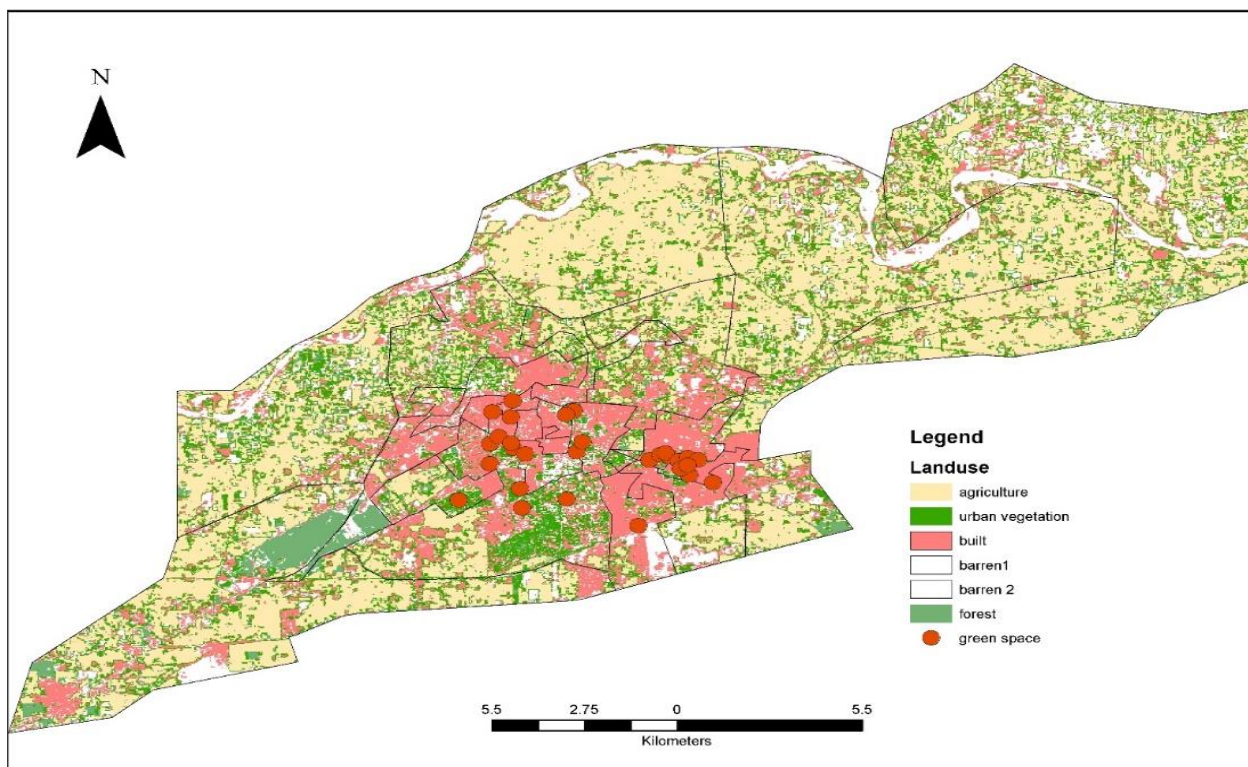 N
Legend
Landuse
agriculture
urban vegetation
built
barren1
barren 2
forest
green space
5.5 2.75 0 5.5
Kilometers